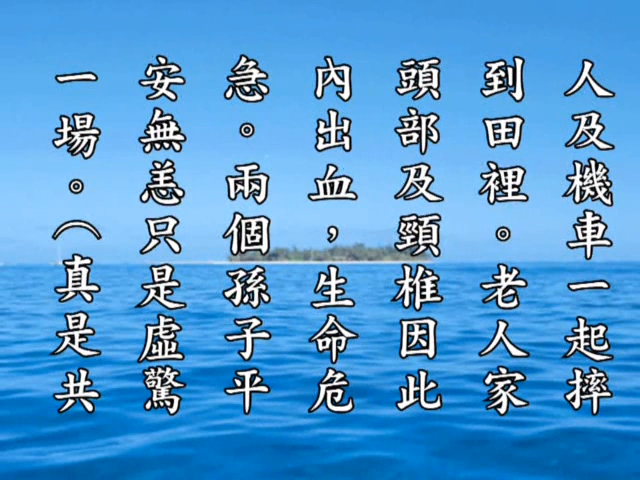 人及機車一起摔
到田裡。老人家
頭部及頸椎因此
內出血，生命危
急。兩個孫子平
安無恙只是虛驚
一場。（真是共